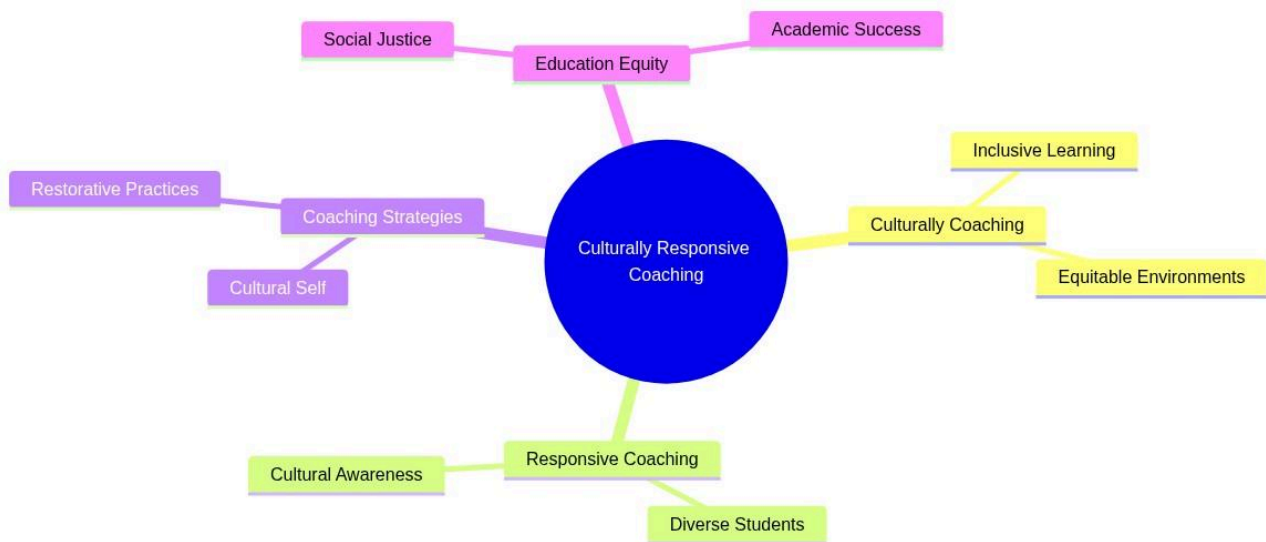 Social Justice
Academic Success
Education Equity
Inclusive Learning
Restorative Practices
Coaching Strategies
Culturally Coaching
Culturally Responsive
Coaching
Equitable Environments
Cultural Self
Responsive Coaching
Cultural Awareness
Diverse Students